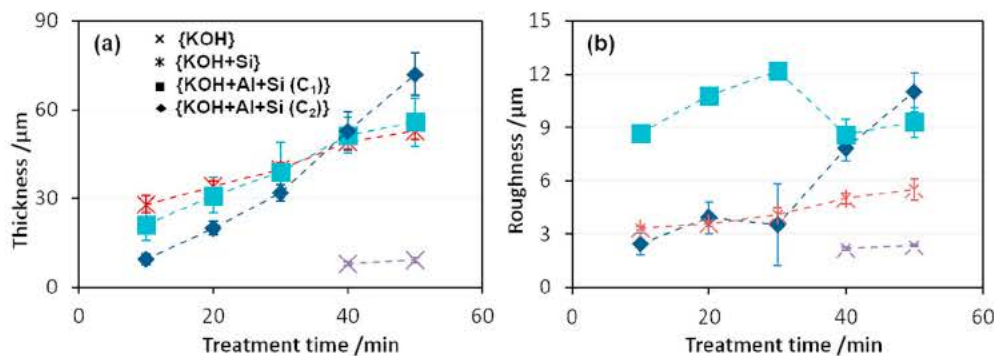 90
(a)
{KOH}
{KOH+Si}
{KOH+Al+Si (C₁)}
{KOH+Al+Si (C₂)}
60
30
0
Thickness /µm
0 20 40 60
Treatment time /min
15
(b)
12
9
6
3
0
Roughness /µm
0 20 40 60
Treatment time /min